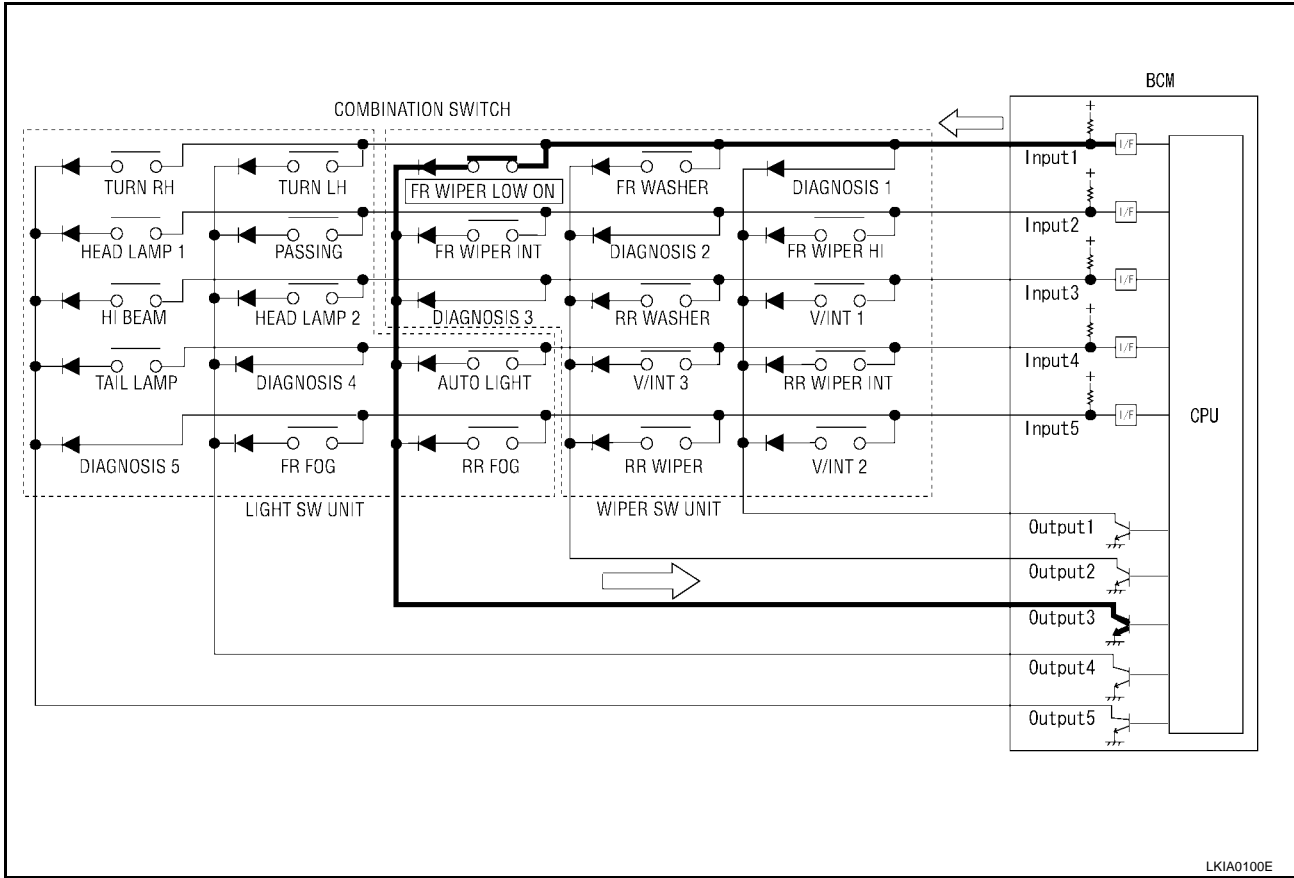 BCM
COMBINATION SWITCH
+
Input1 I/F
TURN RH TURN LH FR WIPER LOW ON FR WASHER DIAGNOSIS 1
+
Input2 I/F
HEAD LAMP 1 PASSING FR WIPER INT DIAGNOSIS 2 FR WIPER HI
+
Input3 I/F
HI BEAM HEAD LAMP 2 DIAGNOSIS 3 RR WASHER V/INT 1
+
Input4 I/F
TAIL LAMP DIAGNOSIS 4 AUTO LIGHT V/INT 3 RR WIPER INT
+
Input5 I/F
CPU
DIAGNOSIS 5 FR FOG RR FOG RR WIPER V/INT 2
LIGHT SW UNIT WIPER SW UNIT
Output1
Output2
Output3
Output4
Output5
LKIA0100E